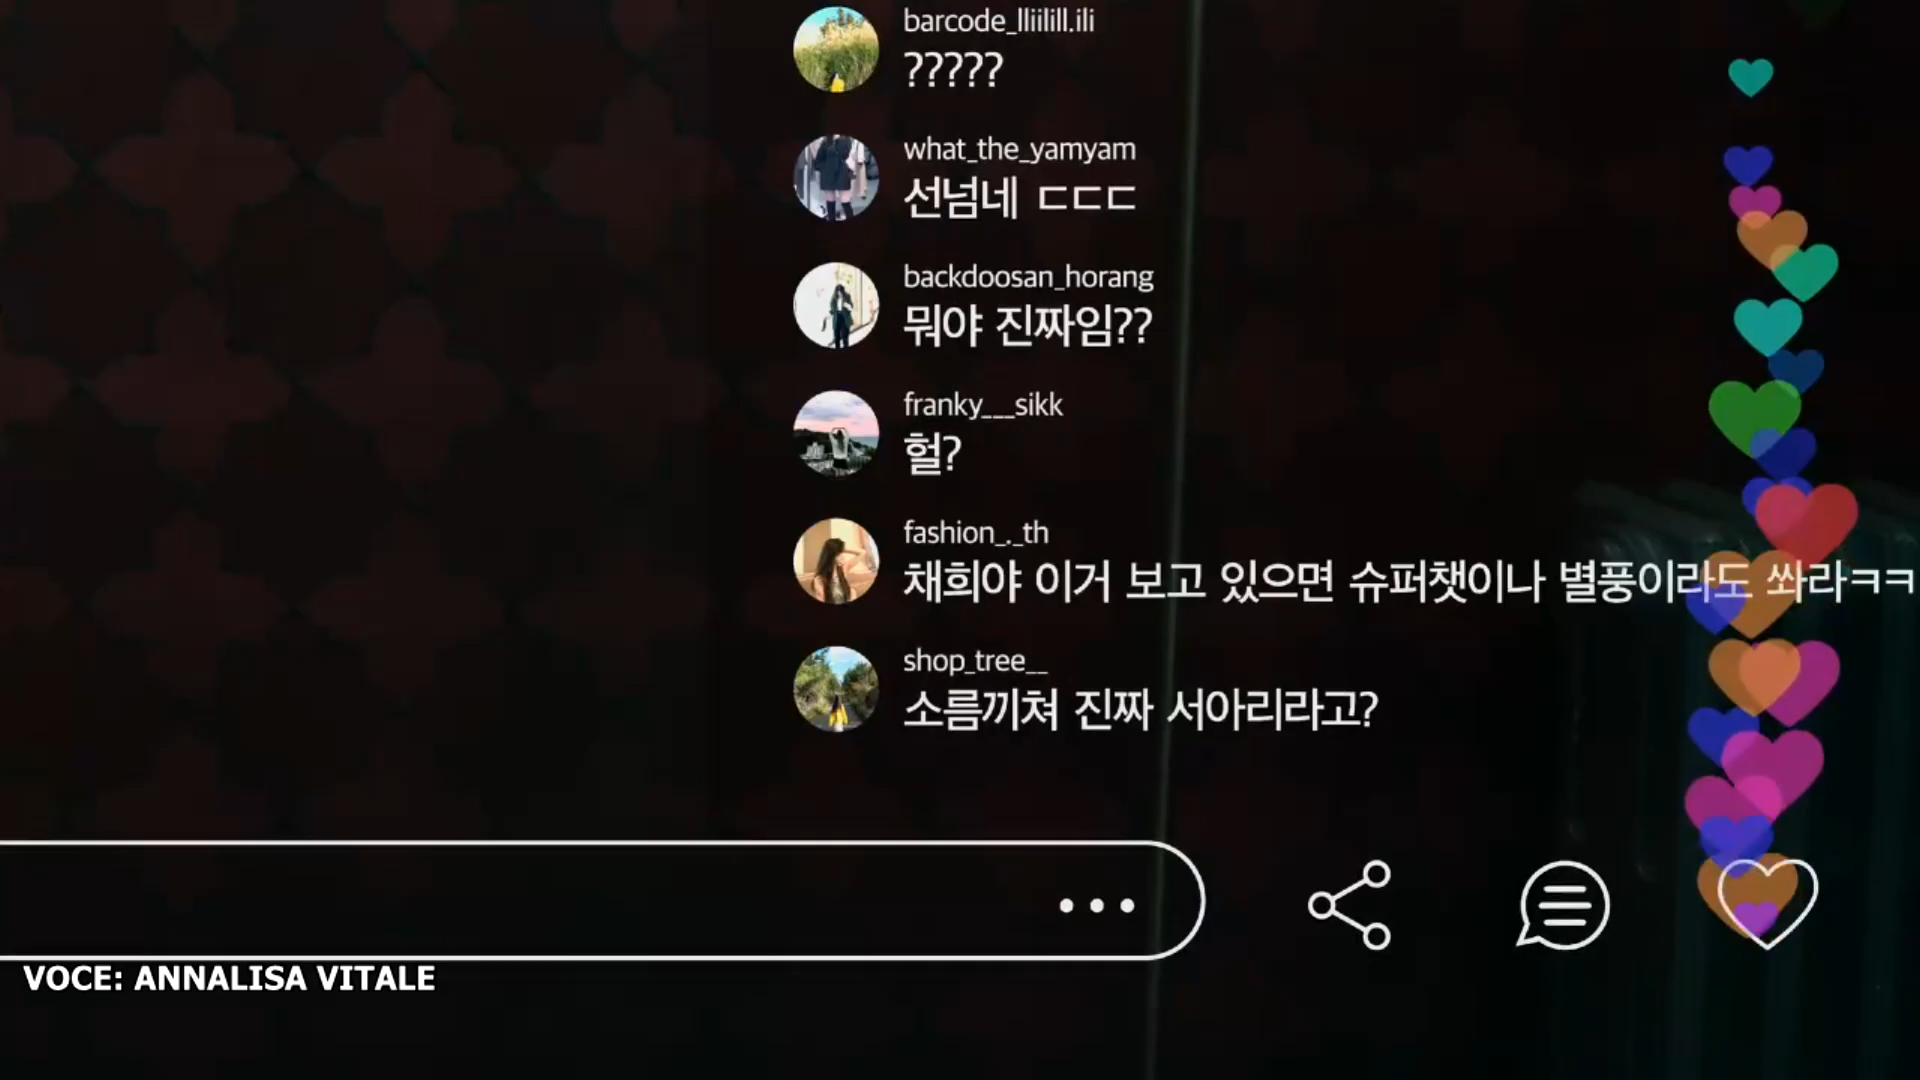 barcode_lliilill.ili
?????
what_the_yamyam
선넘네 ㄷㄷㄷ
backdoosan_horang
뭐야 진짜임??
franky___sikk
헐?
fashion_._th
채희야 이거 보고 있으면 슈퍼챗이나 별풍이라도 쏴라ㅋㅋ
shop_tree__
소름끼쳐 진짜 서아리라고?
VOCE: ANNALISA VITALE